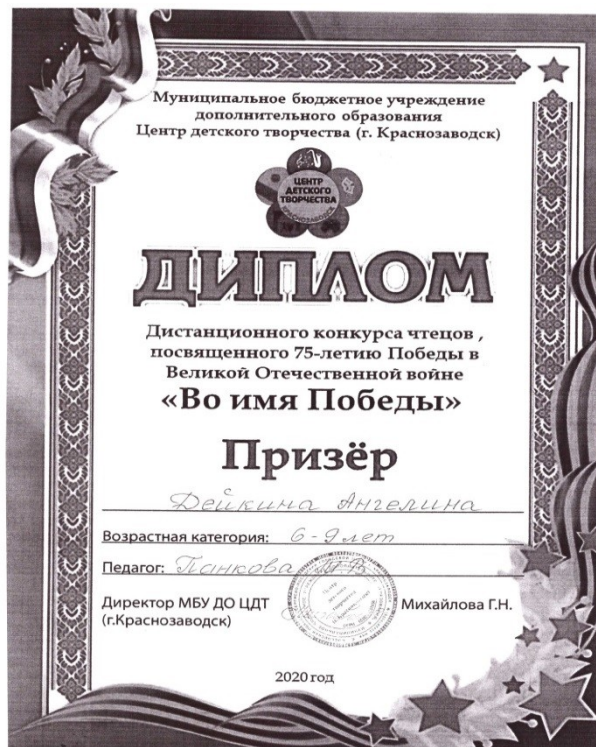 Муниципальное бюджетное учреждение
дополнительного образования
Центр детского творчества (г. Краснозаводск)
ЦЕНТР
ДЕТСКОГО
ТВОРЧЕСТВА
КРАСНОЗАВОДСК
ДИПЛОМ
Дистанционного конкурса чтецов ,
посвященного 75-летию Победы в
Великой Отечественной войне
«Во имя Победы»
Призёр
Дейкина Ангелина
Возрастная категория: 6-9 лет
Педагог: Панкова
Директор МБУ ДО ЦДТ
(г.Краснозаводск)
Михайлова Г.Н.
2020 год